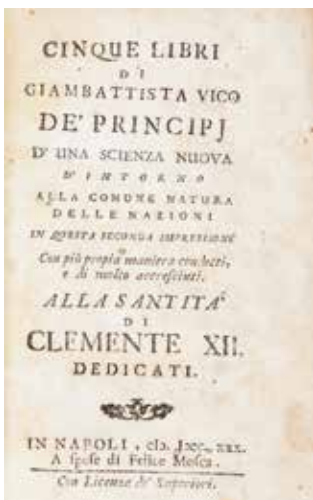 CINQUE LIBRI
DI
GIAMBATTISTA VICO
DE' PRINCIPJ
D' UNA SCIENZA NUOVA
D' INTORNO
ALLA COMUNE NATURA
DELLE NAZIONI
IN QUESTA SECONDA IMPRESSIONE
Con più propia maniera condotti,
e di molto accresciuti.
ALLA SANTITA'
DI
CLEMENTE XII.
DEDICATI.
IN NAPOLI, XXX.
A spese di Felice Mosca.
Con Licenza de' Superiori.